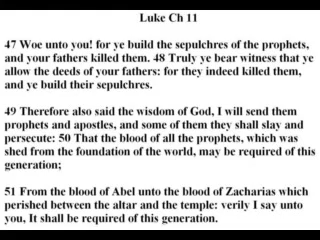 Luke Ch 11
47 Woe unto you! for ye build the sepulchres of the prophets,
and your fathers killed them. 48 Truly ye bear witness that ye
allow the deeds of your fathers: for they indeed killed them,
and ye build their sepulchres.
49 Therefore also said the wisdom of God, I will send them
prophets and apostles, and some of them they shall slay and
persecute: 50 That the blood of all the prophets, which was
shed from the foundation of the world, may be required of this
generation;
51 From the blood of Abel unto the blood of Zacharias which
perished between the altar and the temple: verily I say unto
you, It shall be required of this generation.